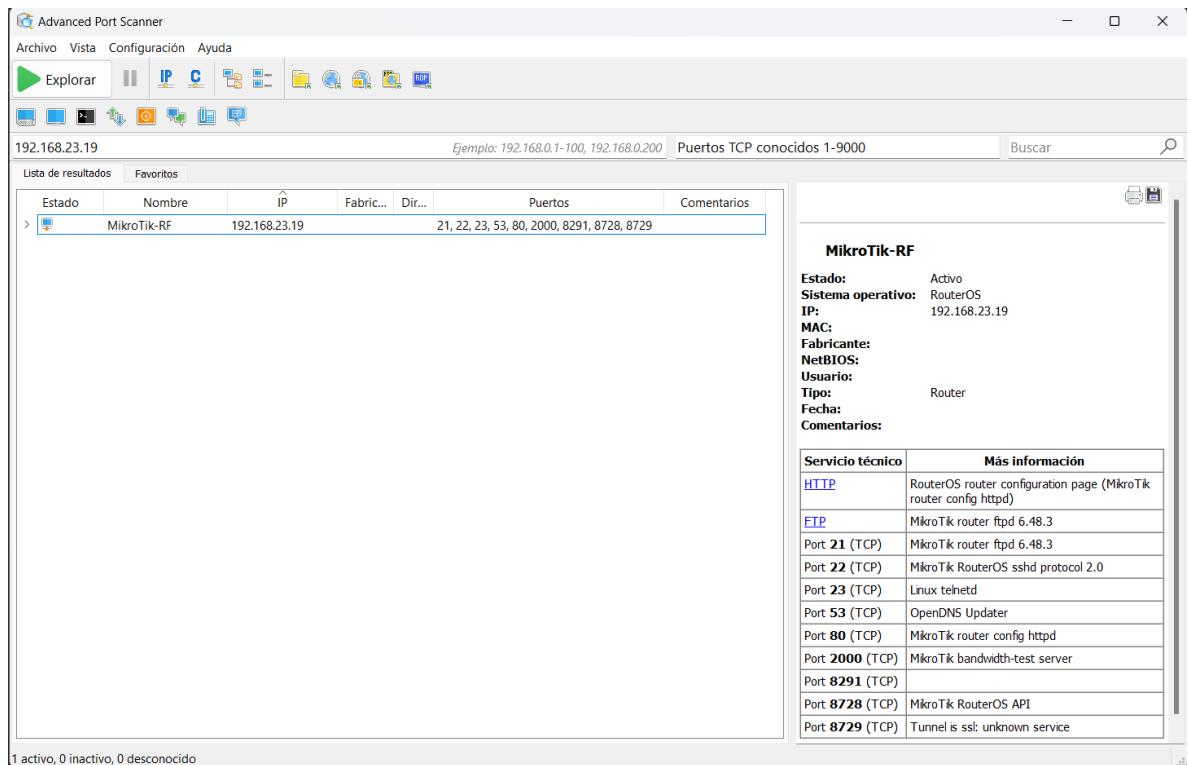 Advanced Port Scanner
Archivo Vista Configuración Ayuda
Explorar IP C RDP
192.168.23.19 Ejemplo: 192.168.0.1-100, 192.168.0.200 Puertos TCP conocidos 1-9000 Buscar
Lista de resultados Favoritos
Estado Nombre IP Fabric... Dir... Puertos Comentarios
MikroTik-RF 192.168.23.19 21, 22, 23, 53, 80, 2000, 8291, 8728, 8729
MikroTik-RF
Estado: Activo
Sistema operativo: RouterOS
IP: 192.168.23.19
MAC:
Fabricante:
NetBIOS:
Usuario:
Tipo: Router
Fecha:
Comentarios:
Servicio técnico Más información
HTTP RouterOS router configuration page (MikroTik
router config httpd)
FTP MikroTik router ftpd 6.48.3
Port 21 (TCP) MikroTik router ftpd 6.48.3
Port 22 (TCP) MikroTik RouterOS sshd protocol 2.0
Port 23 (TCP) Linux telnetd
Port 53 (TCP) OpenDNS Updater
Port 80 (TCP) MikroTik router config httpd
Port 2000 (TCP) MikroTik bandwidth-test server
Port 8291 (TCP)
Port 8728 (TCP) MikroTik RouterOS API
Port 8729 (TCP) Tunnel is ssl: unknown service
1 activo, 0 inactivo, 0 desconocido